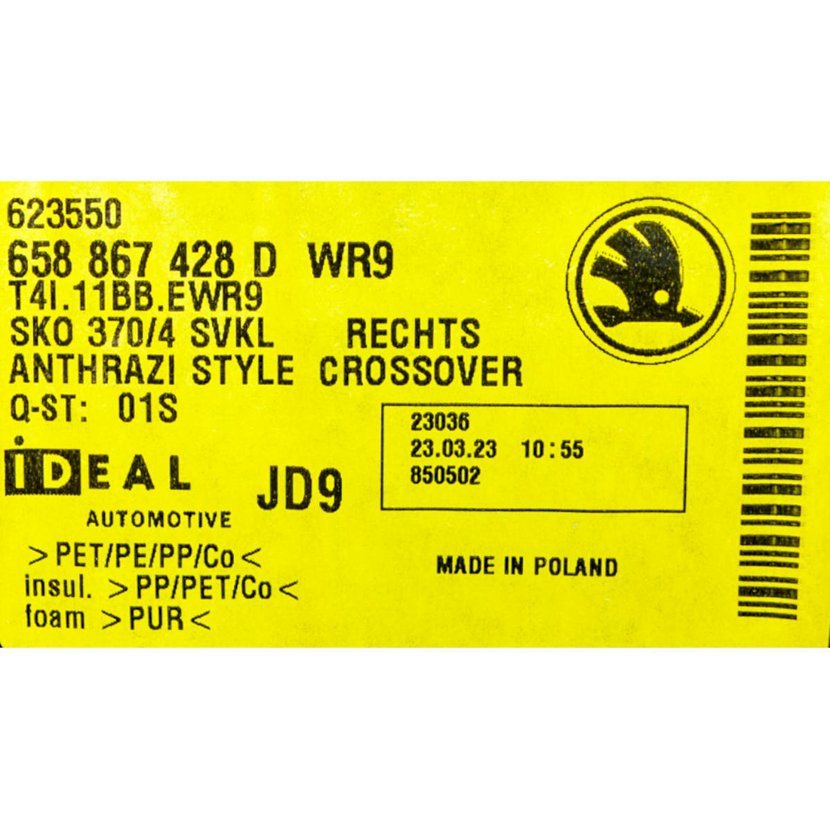 623550
658 867 428 D WR9
T4I.11BB.EWR9
SKO 370/4 SVKL RECHTS
ANTHRAZI STYLE CROSSOVER
Q-ST: 01S
23036
23.03.23 10:55
850502
iDEAL
AUTOMOTIVE
JD9
>PET/PE/PP/Co<
insul. >PP/PET/Co<
foam >PUR<
MADE IN POLAND